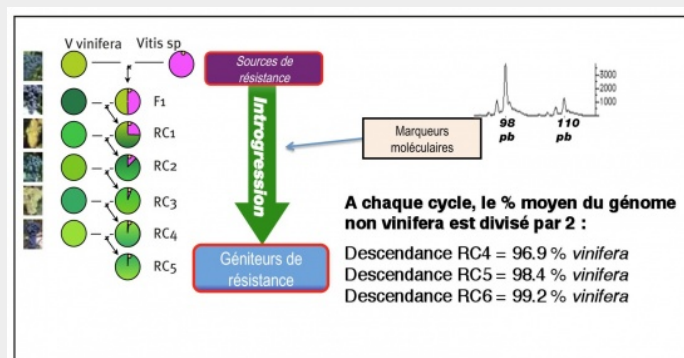 V vinifera
Vitis sp
F1
RC1
RC2
RC3
RC4
RC5
Sources de
résistance
Introgression
Géniteurs de
résistance
Marqueurs
moléculaires
3000
2000
1000
98
pb
110
pb
A chaque cycle, le % moyen du génome
non vinifera est divisé par 2 :
Descendance RC4 = 96.9 % vinifera
Descendance RC5 = 98.4 % vinifera
Descendance RC6 = 99.2 % vinifera